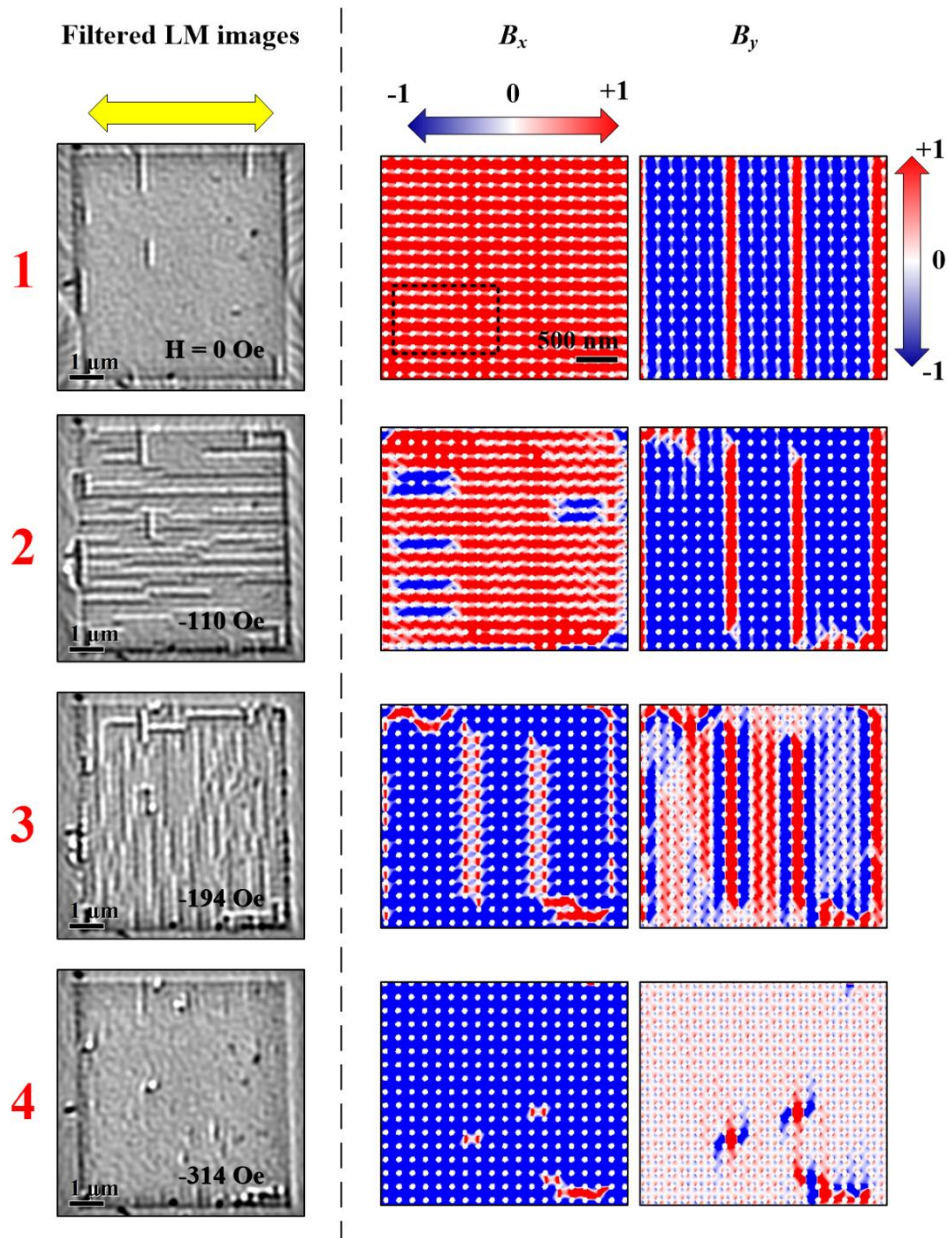 Filtered LM images
Bx
By
-1
0
+1
+1
0
-1
1
1 µm
H = 0 Oe
500 nm
2
1 µm
-110 Oe
3
1 µm
-194 Oe
4
1 µm
-314 Oe